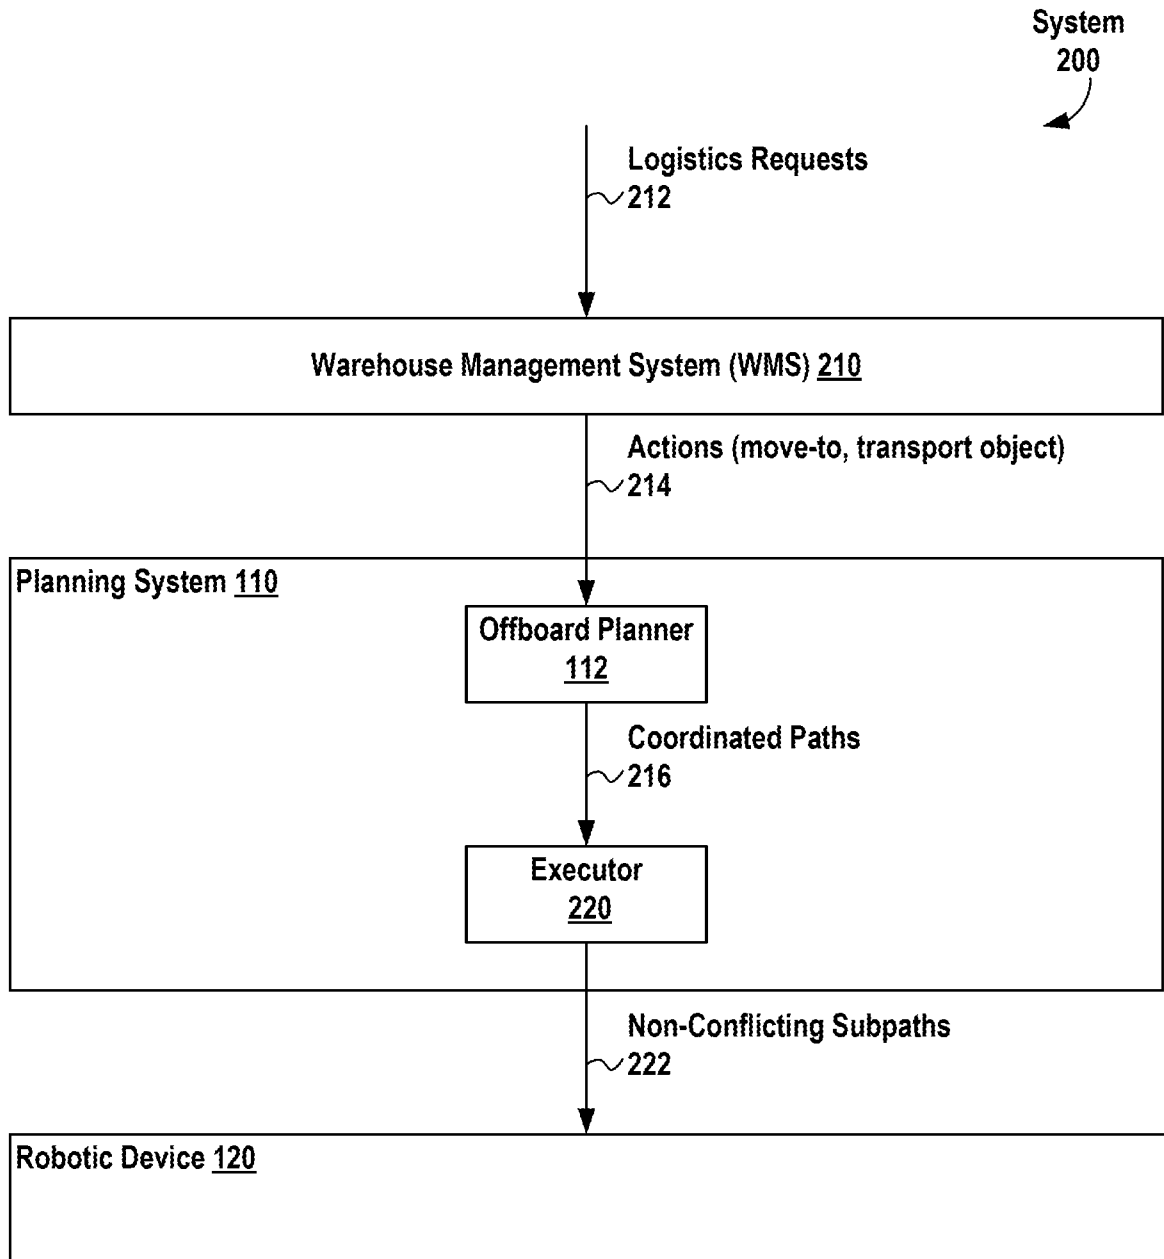 System
200
Logistics Requests
212
Warehouse Management System (WMS) 210
Actions (move-to, transport object)
214
Planning System 110
Offboard Planner
112
Coordinated Paths
216
Executor
220
Non-Conflicting Subpaths
222
Robotic Device 120